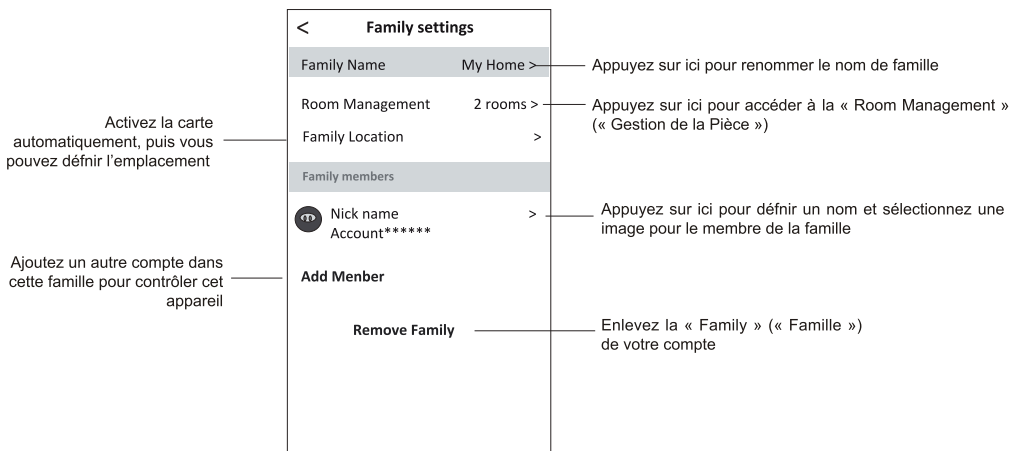 < Family settings
Family Name My Home >
Appuyez sur ici pour renommer le nom de famille
Room Management 2 rooms >
Appuyez sur ici pour accéder à la « Room Management »
(« Gestion de la Pièce »)
Activez la carte
automatiquement, puis vous
pouvez défnir l’emplacement
Family Location >
Family members
Nick name >
Account******
Appuyez sur ici pour défnir un nom et sélectionnez une
image pour le membre de la famille
Ajoutez un autre compte dans
cette famille pour contrôler cet
appareil
Add Menber
Remove Family
Enlevez la « Family » (« Famille »)
de votre compte